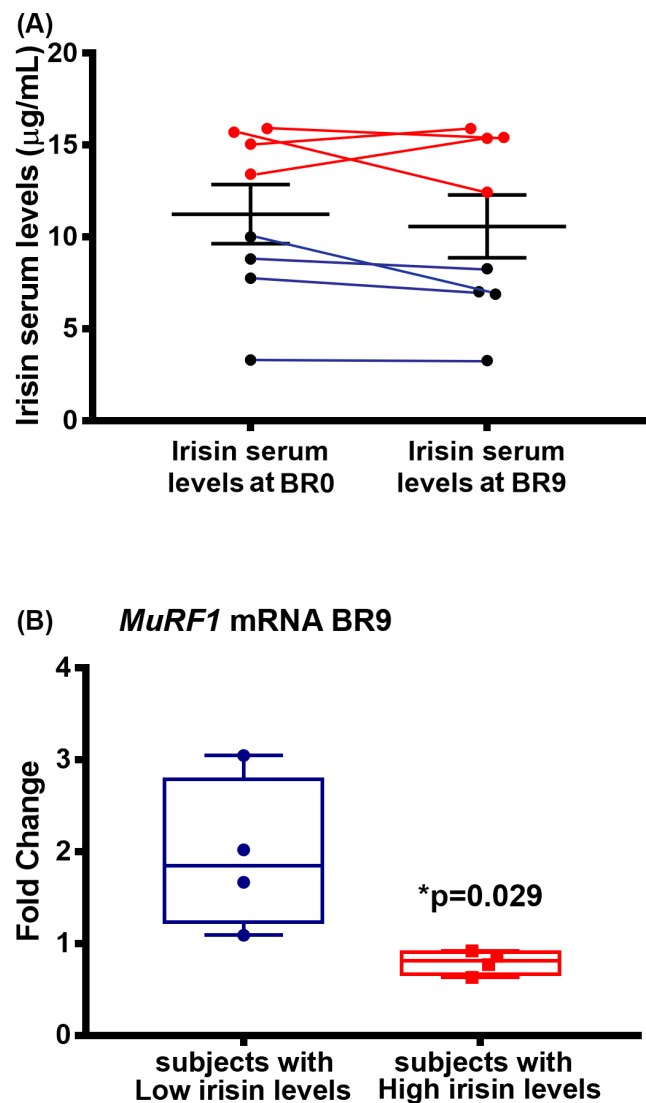 (A)
Irisin serum levels (μg/mL)
20
15
10
5
0
Irisin serum
levels at BR0
Irisin serum
levels at BR9
(B)
MuRF1 mRNA BR9
Fold Change
4
3
2
1
0
*p=0.029
subjects with
Low irisin levels
subjects with
High irisin levels